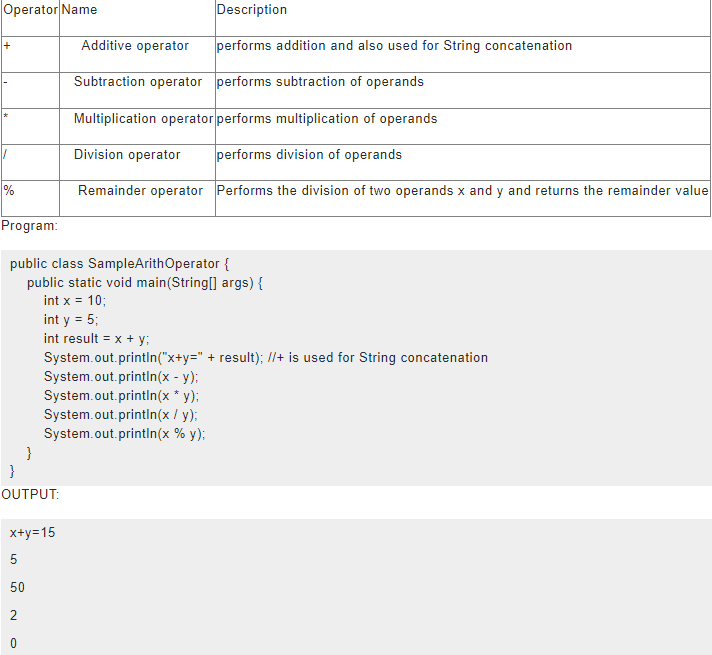 Operator Name Description
+ Additive operator performs addition and also used for String concatenation
- Subtraction operator performs subtraction of operands
* Multiplication operator performs multiplication of operands
/ Division operator performs division of operands
% Remainder operator Performs the division of two operands x and y and returns the remainder value
Program:
public class SampleArithOperator {
public static void main(String[] args) {
int x = 10;
int y = 5;
int result = x + y;
System.out.println("x+y=" + result); //+ is used for String concatenation
System.out.println(x - y);
System.out.println(x * y);
System.out.println(x / y);
System.out.println(x % y);
}
}
OUTPUT:
x+y=15
5
50
2
0